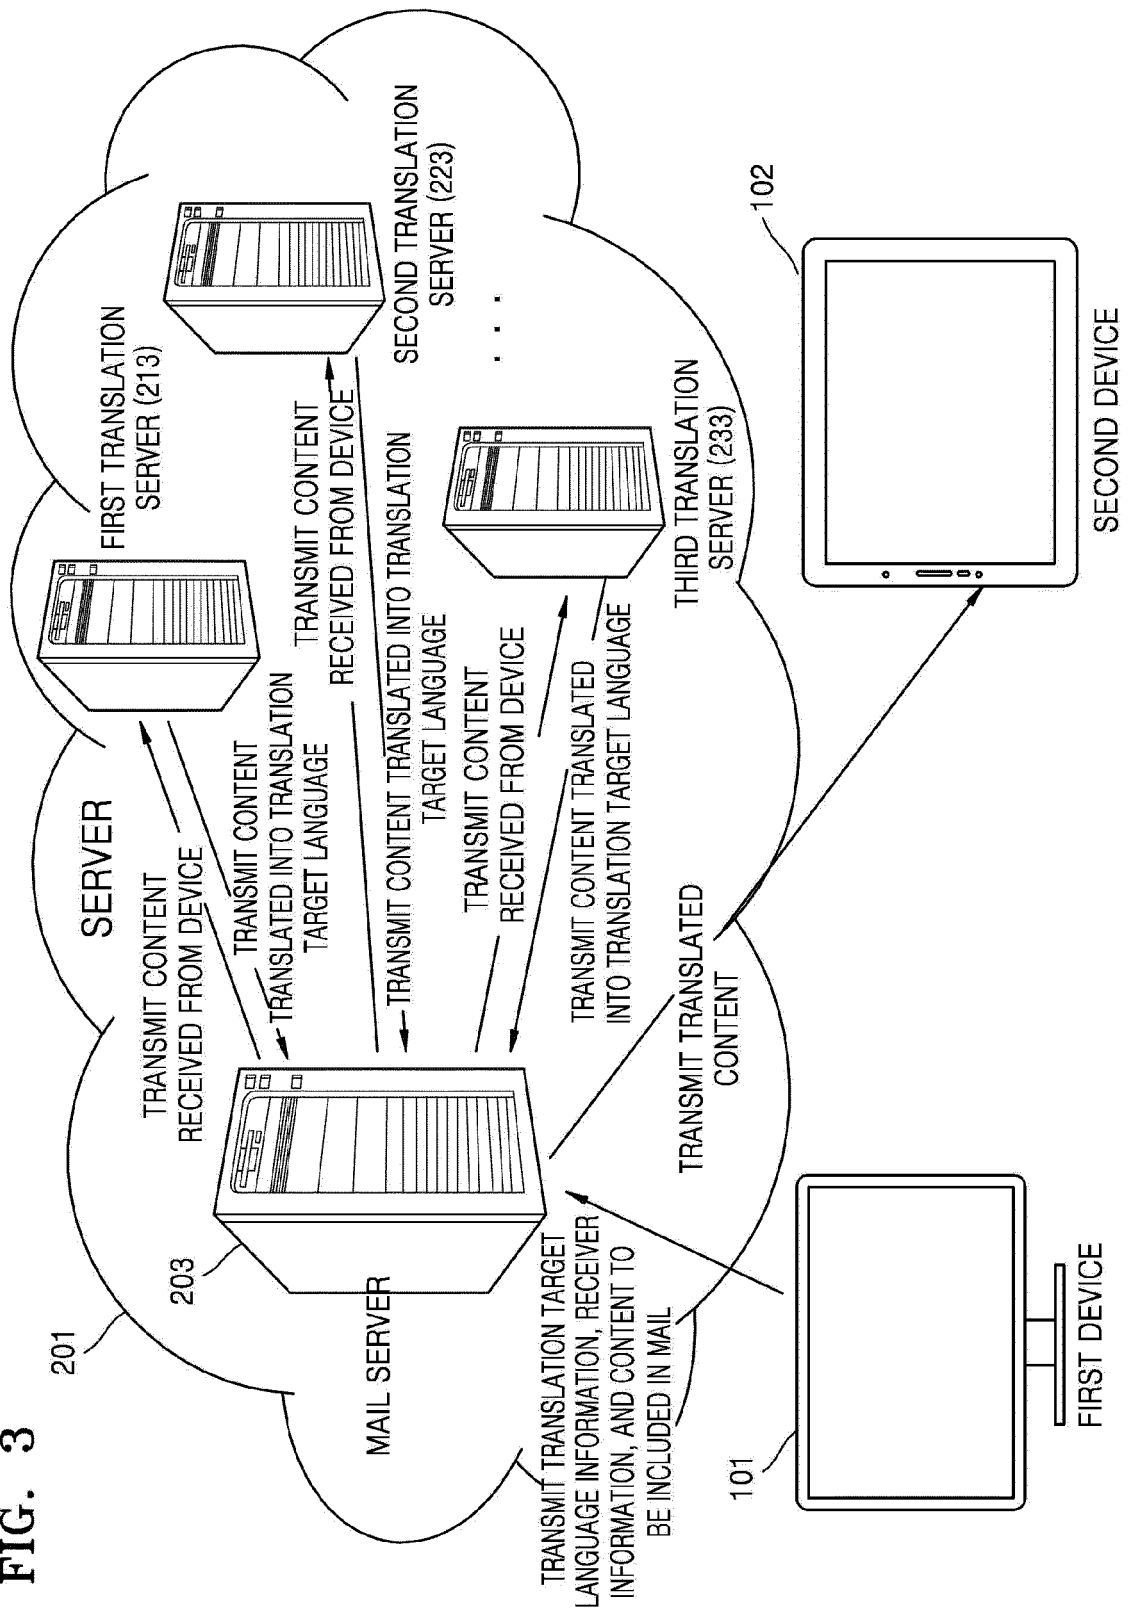 FIG. 3
201
SERVER
203
MAIL SERVER
FIRST TRANSLATION
SERVER (213)
TRANSMIT CONTENT
RECEIVED FROM DEVICE
TRANSMIT CONTENT
TRANSLATED INTO TRANSLATION
TARGET LANGUAGE
SECOND TRANSLATION
SERVER (223)
TRANSMIT CONTENT
RECEIVED FROM DEVICE
TRANSMIT CONTENT TRANSLATED INTO TRANSLATION
TARGET LANGUAGE
. . .
THIRD TRANSLATION
SERVER (233)
TRANSMIT CONTENT
RECEIVED FROM DEVICE
TRANSMIT CONTENT TRANSLATED
INTO TRANSLATION TARGET LANGUAGE
TRANSMIT TRANSLATION TARGET
LANGUAGE INFORMATION, RECEIVER
INFORMATION, AND CONTENT TO
BE INCLUDED IN MAIL
TRANSMIT TRANSLATED
CONTENT
101
FIRST DEVICE
102
SECOND DEVICE